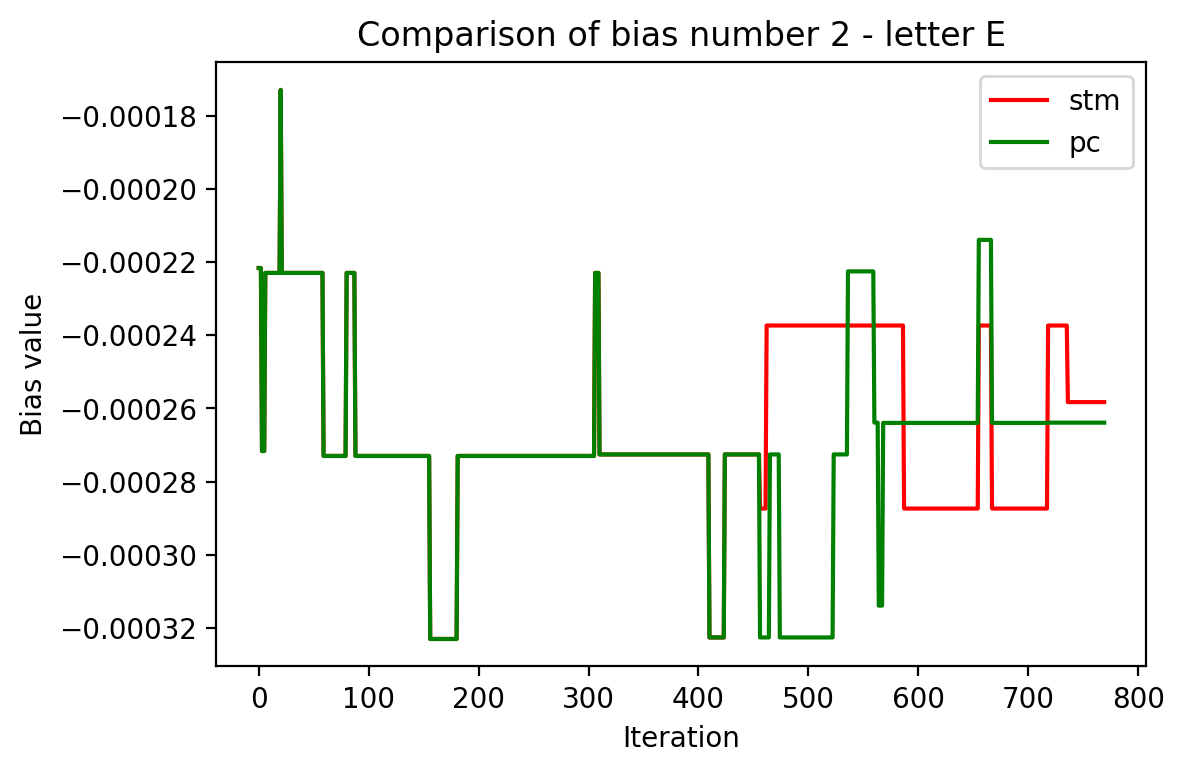 Comparison of bias number 2 - letter E
stm
pc
−0.00018
−0.00020
−0.00022
−0.00024
−0.00026
−0.00028
−0.00030
−0.00032
Bias value
0 100 200 300 400 500 600 700 800
Iteration